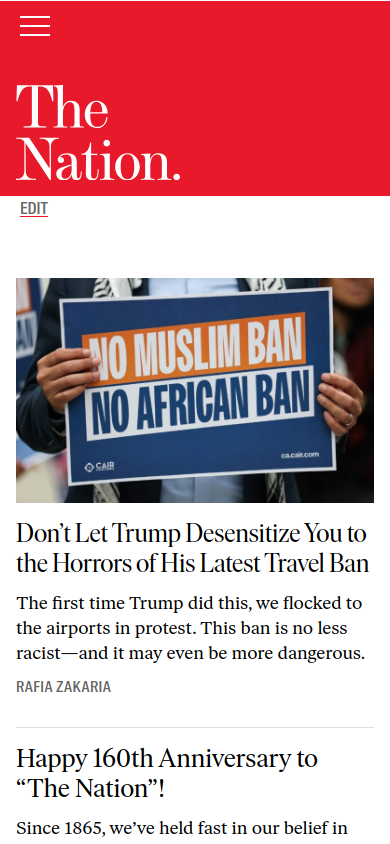 The
Nation.
EDIT
NO MUSLIM BAN
NO AFRICAN BAN
CAIR
ca.cair.com
Don’t Let Trump Desensitize You to
the Horrors of His Latest Travel Ban
The first time Trump did this, we flocked to
the airports in protest. This ban is no less
racist—and it may even be more dangerous.
RAFIA ZAKARIA
Happy 160th Anniversary to
“The Nation”!
Since 1865, we’ve held fast in our belief in